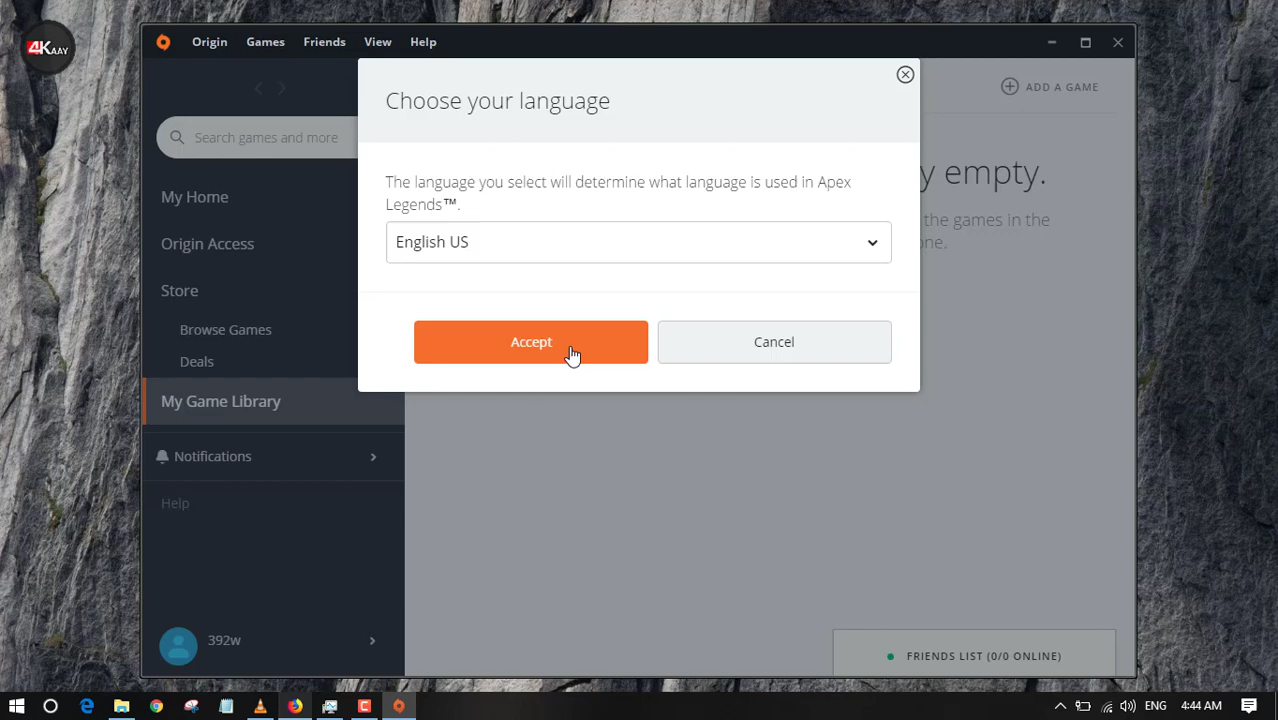 4KAAY
Origin Games Friends View Help
Choose your language
ADD A GAME
Search games and more
The language you select will determine what language is used in Apex
Legends™.
y empty.
the games in the
one.
English US
My Home
Origin Access
Store
Browse Games
Deals
Accept
Cancel
My Game Library
Notifications
Help
392w
FRIENDS LIST (0/0 ONLINE)
ENG 4:44 AM